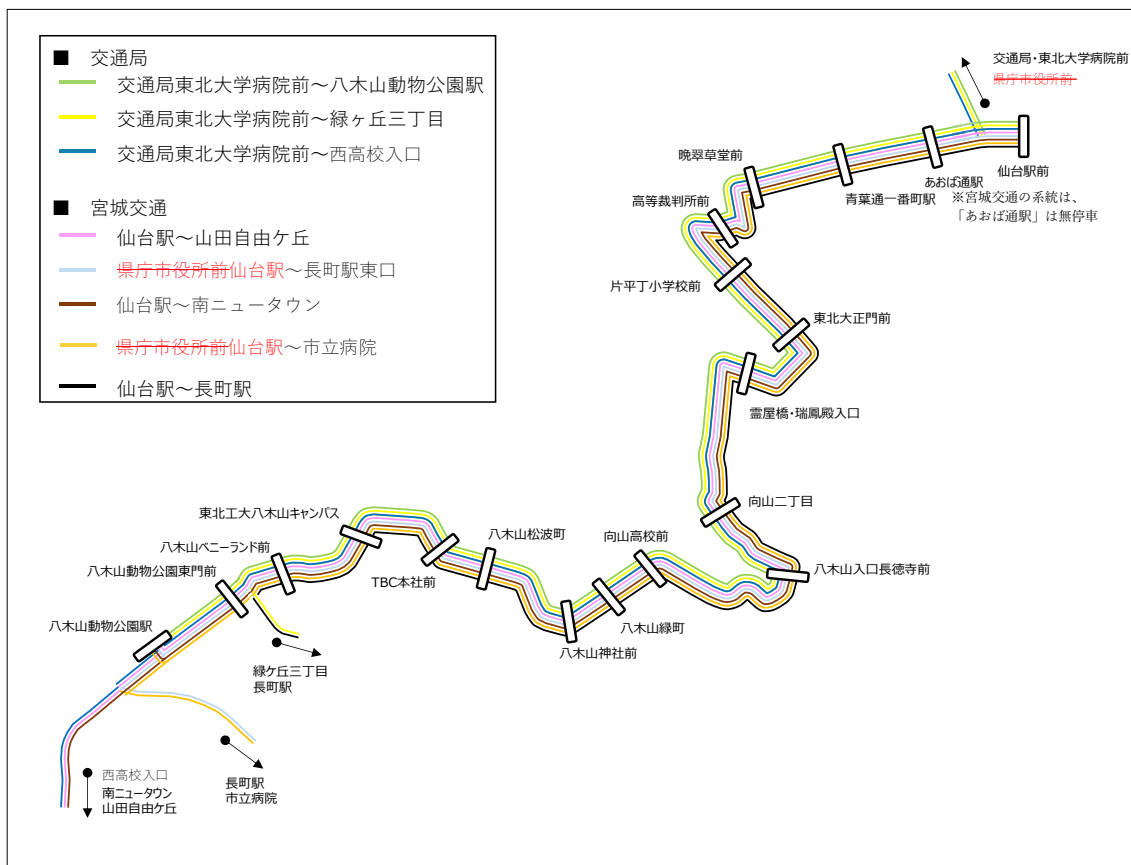 ■ 交通局
交通局東北大学病院前～八木山動物公園駅
交通局東北大学病院前～緑ヶ丘三丁目
交通局東北大学病院前～西高校入口
■ 宮城交通
仙台駅～山田自由ケ丘
県庁市役所前仙台駅～長町駅東口
仙台駅～南ニュータウン
県庁市役所前仙台駅～市立病院
仙台駅～長町駅
交通局・東北大学病院前
県庁市役所前
仙台駅前
あおば通駅
※宮城交通の系統は、
「あおば通駅」は無停車
青葉通一番町駅
晩翠草堂前
高等裁判所前
片平丁小学校前
東北大正門前
霊屋橋・瑞鳳殿入口
向山二丁目
八木山入口長徳寺前
向山高校前
八木山緑町
八木山神社前
八木山松波町
TBC本社前
東北工大八木山キャンパス
八木山ベニーランド前
八木山動物公園東門前
八木山動物公園駅
緑ケ丘三丁目
長町駅
長町駅
市立病院
西高校入口
南ニュータウン
山田自由ケ丘